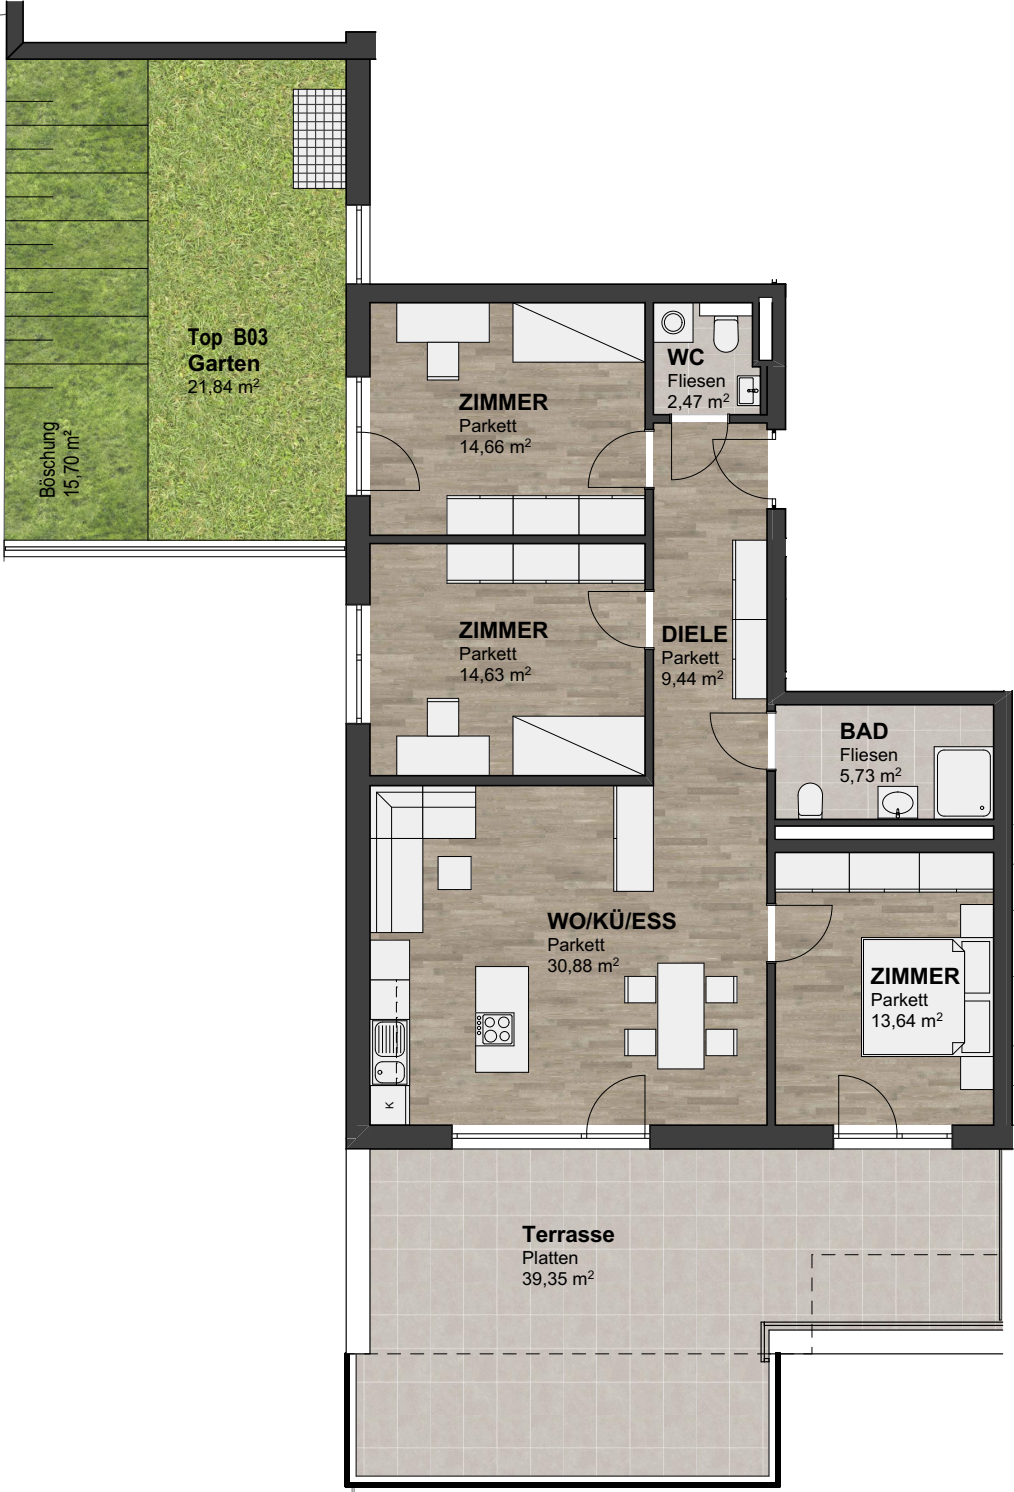 Top B03
Garten
21,84 m²
Böschung
15,70 m²
ZIMMER
Parkett
14,66 m²
WC
Fliesen
2,47 m²
ZIMMER
Parkett
14,63 m²
DIELE
Parkett
9,44 m²
BAD
Fliesen
5,73 m²
WO/KÜ/ESS
Parkett
30,88 m²
ZIMMER
Parkett
13,64 m²
K
Terrasse
Platten
39,35 m²